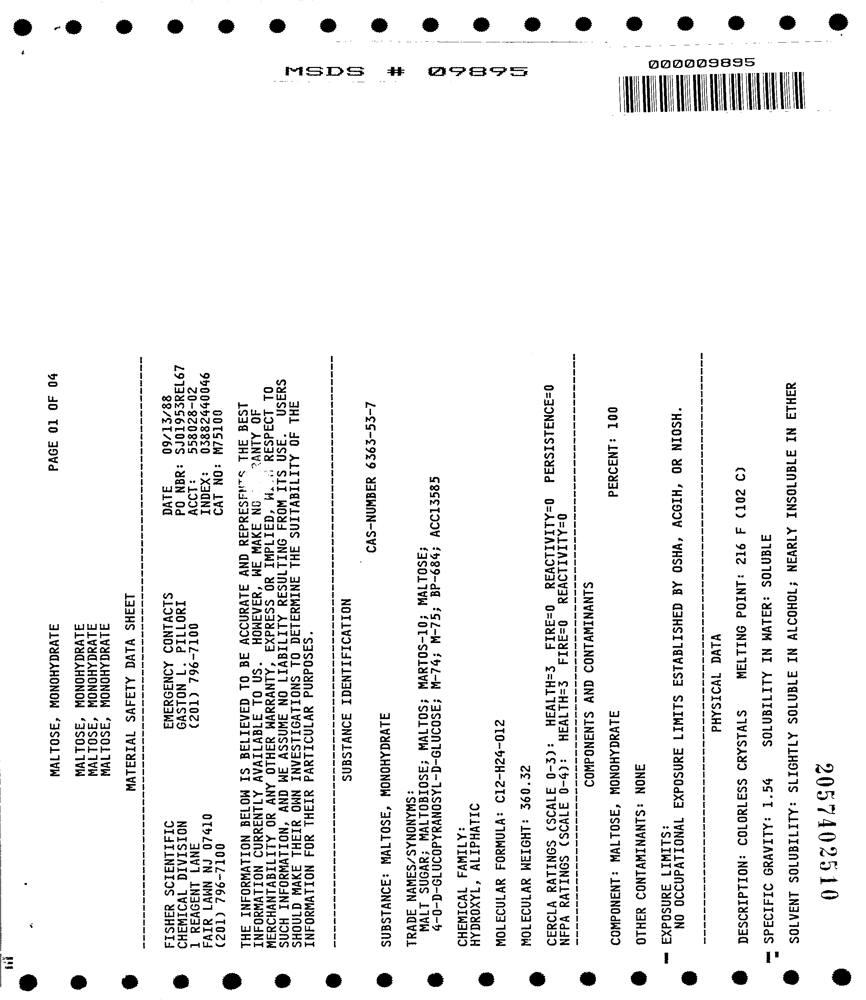 MSDS # 09895
000009895
MALTOSE, MONOHYDRATE PAGE 01 OF 04
MALTOSE, MONOHYDRATE
MALTOSE, MONOHYDRATE
MALTOSE, MONOHYDRATE
MATERIAL SAFETY DATA SHEET
FISHER SCIENTIFIC EMERGENCY CONTACTS DATE 09/13/88
CHEMICAL DIVISION GASTON L. PILLORI PO NBR: SJ01953REL67
1 REAGENT LANE (201) 796-7100 ACCT: 558028-02
FAIR LAWN NJ 07410 INDEX: 03882440046
(201) 796-7100 CAT NO: M75100
THE INFORMATION BELOW IS BELIEVED TO BE ACCURATE AND REPRESENTS THE BEST
INFORMATION CURRENTLY AVAILABLE TO US. HOWEVER, WE MAKE NO OF
MERCHANTABILITY OR ANY OTHER WARRANTY, EXPRESS OR IMPLIED, RESPECT TO
SUCH INFORMATION, AND WE ASSUME NO LIABILITY RESULTING FROM ITS USE. USERS
SHOULD MAKE THEIR OWN INVESTIGATIONS TO DETERMINE THE SUITABILITY OF THE
INFORMATION FOR THEIR PARTICULAR PURPOSES.
SUBSTANCE IDENTIFICATION
CAS-NUMBER 6363-53-7
SUBSTANCE: MALTOSE, MONOHYDRATE
TRADE NAMES/SYNONYMS:
MALT SUGAR; MALTOBIOSE; MALTOS; MARTOS-10; MALTOSE;
4-O-D-GLUCOPYRANOSYL-D-GLUCOSE; M-74; M-75; BP-684; ACC13585
CHEMICAL FAMILY:
HYDROXYL, ALIPHATIC
MOLECULAR FORMULA: C12-H24-O12
MOLECULAR WEIGHT: 360.32
CERCLA RATINGS (SCALE 0-3): HEALTH=3 FIRE=0 REACTIVITY=0 PERSISTENCE=0
NFPA RATINGS (SCALE 0-4): HEALTH=3 FIRE=0 REACTIVITY=0
COMPONENTS AND CONTAMINANTS
COMPONENT: MALTOSE, MONOHYDRATE PERCENT: 100
OTHER CONTAMINANTS: NONE
EXPOSURE LIMITS:
NO OCCUPATIONAL EXPOSURE LIMITS ESTABLISHED BY OSHA, ACGIH, OR NIOSH.
PHYSICAL DATA
DESCRIPTION: COLORLESS CRYSTALS MELTING POINT: 216 F (102 C)
SPECIFIC GRAVITY: 1.54 SOLUBILITY IN WATER: SOLUBLE
SOLVENT SOLUBILITY: SLIGHTLY SOLUBLE IN ALCOHOL; NEARLY INSOLUBLE IN ETHER
2057402510